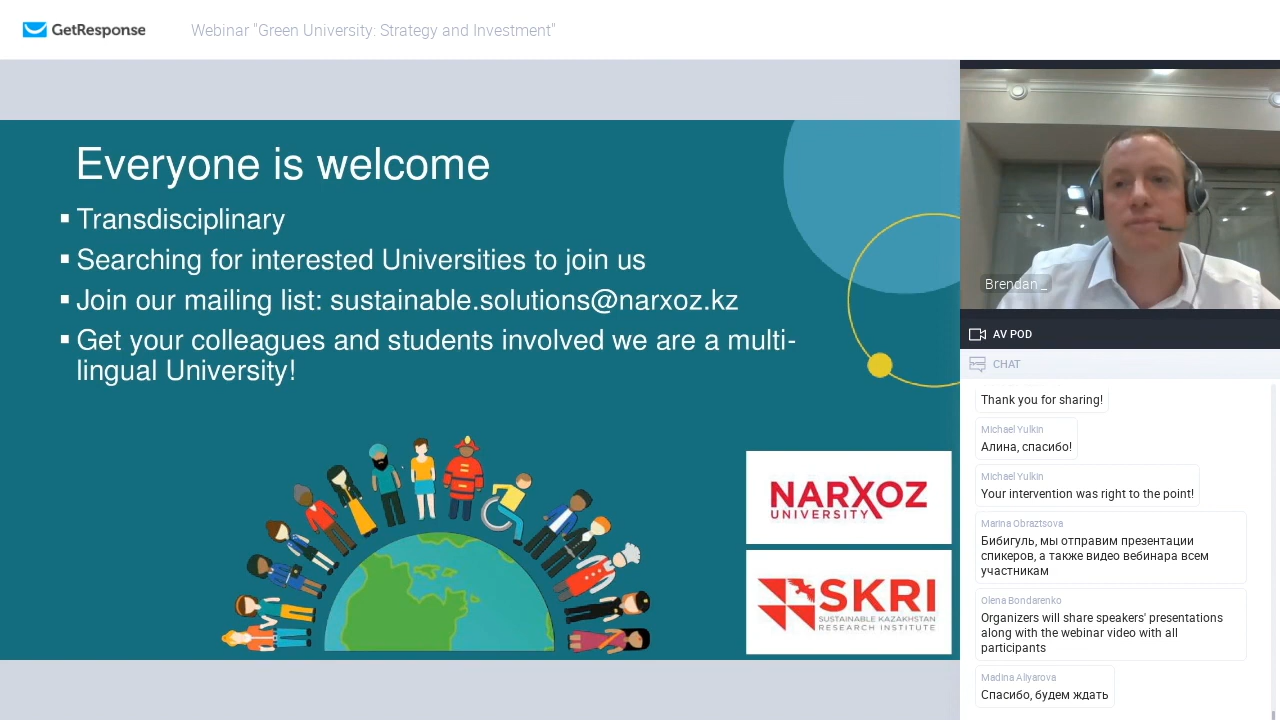 GetResponse
Webinar "Green University: Strategy and Investment"
Everyone is welcome
▪ Transdisciplinary
▪ Searching for interested Universities to join us
▪ Join our mailing list: sustainable.solutions@narxoz.kz
▪ Get your colleagues and students involved we are a multi-
lingual University!
NARXOZ
UNIVERSITY
SKRI
SUSTAINABLE KAZAKHSTAN
RESEARCH INSTITUTE
Brendan _
AV POD
CHAT
Thank you for sharing!
Michael Yulkin
Алина, спасибо!
Michael Yulkin
Your intervention was right to the point!
Marina Obraztsova
Бибигуль, мы отправим презентации
спикеров, а также видео вебинара всем
участникам
Olena Bondarenko
Organizers will share speakers' presentations
along with the webinar video with all
participants
Madina Aliyarova
Спасибо, будем ждать